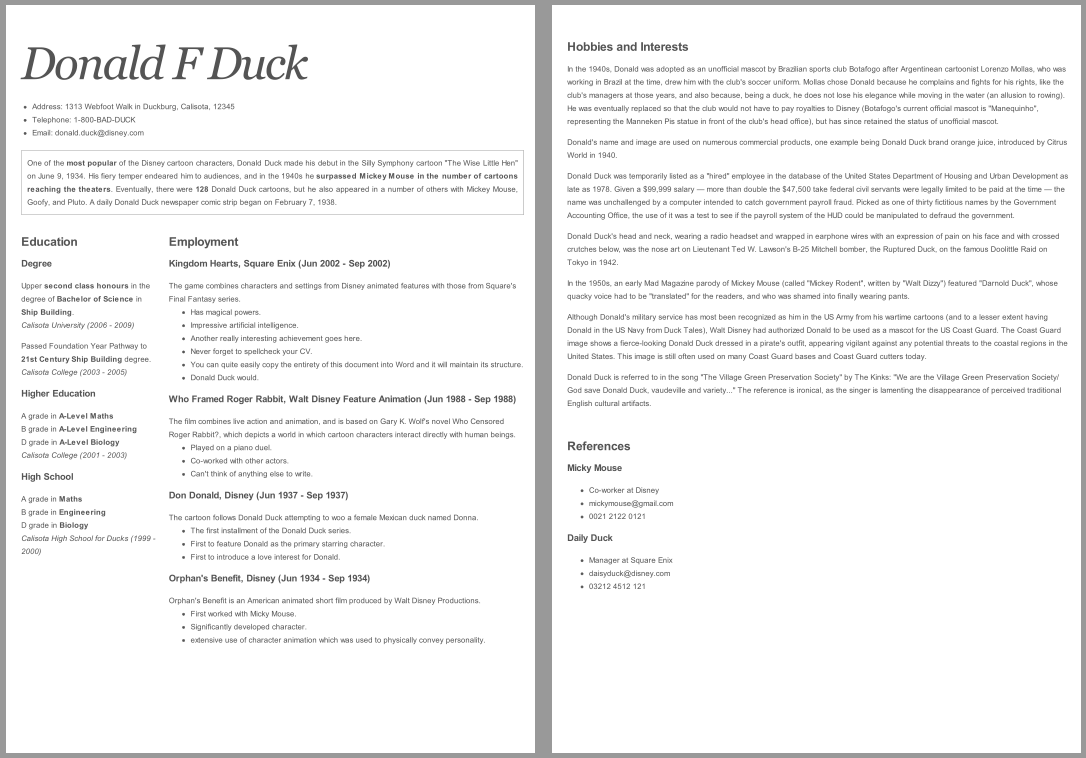 Donald F Duck
Address: 1313 Webfoot Walk in Duckburg, Calisota, 12345
Telephone: 1-800-BAD-DUCK
Email: donald.duck@disney.com
One of the most popular of the Disney cartoon characters, Donald Duck made his debut in the Silly Symphony cartoon "The Wise Little Hen"
on June 9, 1934. His fiery temper endeared him to audiences, and in the 1940s he surpassed Mickey Mouse in the number of cartoons
reaching the theaters. Eventually, there were 128 Donald Duck cartoons, but he also appeared in a number of others with Mickey Mouse,
Goofy, and Pluto. A daily Donald Duck newspaper comic strip began on February 7, 1938.
Education
Degree
Upper second class honours in the
degree of Bachelor of Science in
Ship Building.
Calisota University (2006 - 2009)
Passed Foundation Year Pathway to
21st Century Ship Building degree.
Calisota College (2003 - 2005)
Higher Education
A grade in A-Level Maths
B grade in A-Level Engineering
D grade in A-Level Biology
Calisota College (2001 - 2003)
High School
A grade in Maths
B grade in Engineering
D grade in Biology
Calisota High School for Ducks (1999 -
2000)
Employment
Kingdom Hearts, Square Enix (Jun 2002 - Sep 2002)
The game combines characters and settings from Disney animated features with those from Square's
Final Fantasy series.
Has magical powers.
Impressive artificial intelligence.
Another really interesting achievement goes here.
Never forget to spellcheck your CV.
You can quite easily copy the entirety of this document into Word and it will maintain its structure.
Donald Duck would.
Who Framed Roger Rabbit, Walt Disney Feature Animation (Jun 1988 - Sep 1988)
The film combines live action and animation, and is based on Gary K. Wolf's novel Who Censored
Roger Rabbit?, which depicts a world in which cartoon characters interact directly with human beings.
Played on a piano duel.
Co-worked with other actors.
Can't think of anything else to write.
Don Donald, Disney (Jun 1937 - Sep 1937)
The cartoon follows Donald Duck attempting to woo a female Mexican duck named Donna.
The first installment of the Donald Duck series.
First to feature Donald as the primary starring character.
First to introduce a love interest for Donald.
Orphan's Benefit, Disney (Jun 1934 - Sep 1934)
Orphan's Benefit is an American animated short film produced by Walt Disney Productions.
First worked with Micky Mouse.
Significantly developed character.
extensive use of character animation which was used to physically convey personality.
Hobbies and Interests
In the 1940s, Donald was adopted as an unofficial mascot by Brazilian sports club Botafogo after Argentinean cartoonist Lorenzo Mollas, who was
working in Brazil at the time, drew him with the club's soccer uniform. Mollas chose Donald because he complains and fights for his rights, like the
club's managers at those years, and also because, being a duck, he does not lose his elegance while moving in the water (an allusion to rowing).
He was eventually replaced so that the club would not have to pay royalties to Disney (Botafogo's current official mascot is "Manequinho",
representing the Manneken Pis statue in front of the club's head office), but has since retained the status of unofficial mascot.
Donald's name and image are used on numerous commercial products, one example being Donald Duck brand orange juice, introduced by Citrus
World in 1940.
Donald Duck was temporarily listed as a "hired" employee in the database of the United States Department of Housing and Urban Development as
late as 1978. Given a $99,999 salary — more than double the $47,500 take federal civil servants were legally limited to be paid at the time — the
name was unchallenged by a computer intended to catch government payroll fraud. Picked as one of thirty fictitious names by the Government
Accounting Office, the use of it was a test to see if the payroll system of the HUD could be manipulated to defraud the government.
Donald Duck's head and neck, wearing a radio headset and wrapped in earphone wires with an expression of pain on his face and with crossed
crutches below, was the nose art on Lieutenant Ted W. Lawson's B-25 Mitchell bomber, the Ruptured Duck, on the famous Doolittle Raid on
Tokyo in 1942.
In the 1950s, an early Mad Magazine parody of Mickey Mouse (called "Mickey Rodent", written by "Walt Dizzy") featured "Darnold Duck", whose
quacky voice had to be "translated" for the readers, and who was shamed into finally wearing pants.
Although Donald's military service has most been recognized as him in the US Army from his wartime cartoons (and to a lesser extent having
Donald in the US Navy from Duck Tales), Walt Disney had authorized Donald to be used as a mascot for the US Coast Guard. The Coast Guard
image shows a fierce-looking Donald Duck dressed in a pirate's outfit, appearing vigilant against any potential threats to the coastal regions in the
United States. This image is still often used on many Coast Guard bases and Coast Guard cutters today.
Donald Duck is referred to in the song "The Village Green Preservation Society" by The Kinks: "We are the Village Green Preservation Society/
God save Donald Duck, vaudeville and variety..." The reference is ironical, as the singer is lamenting the disappearance of perceived traditional
English cultural artifacts.
References
Micky Mouse
Co-worker at Disney
mickymouse@gmail.com
0021 2122 0121
Daily Duck
Manager at Square Enix
daisyduck@disney.com
03212 4512 121